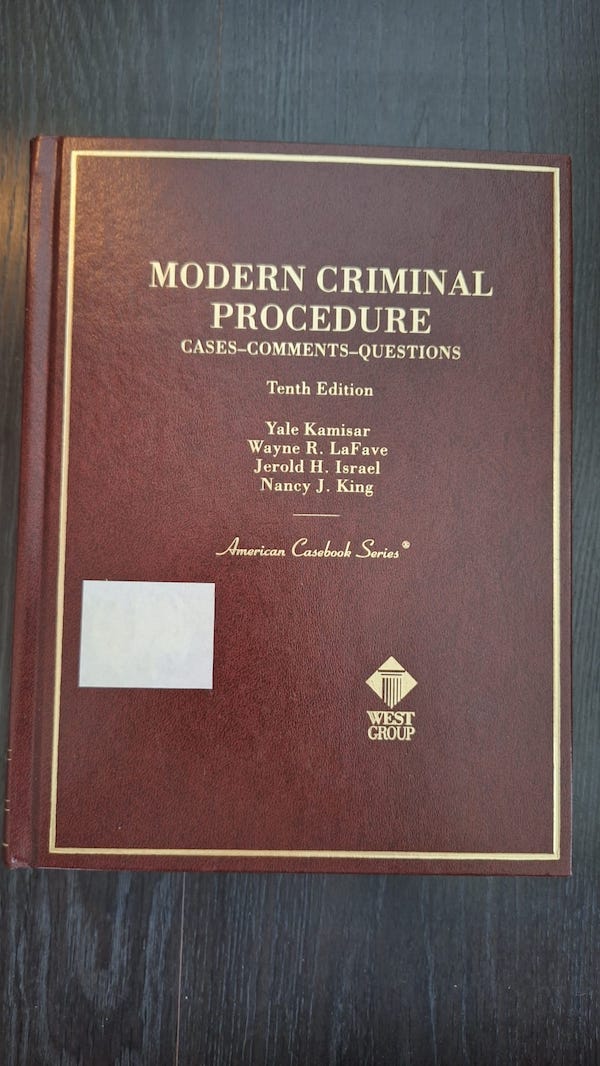 MODERN CRIMINAL
PROCEDURE
CASES–COMMENTS–QUESTIONS
Tenth Edition
Yale Kamisar
Wayne R. LaFave
Jerold H. Israel
Nancy J. King
American Casebook Series®
WEST
GROUP